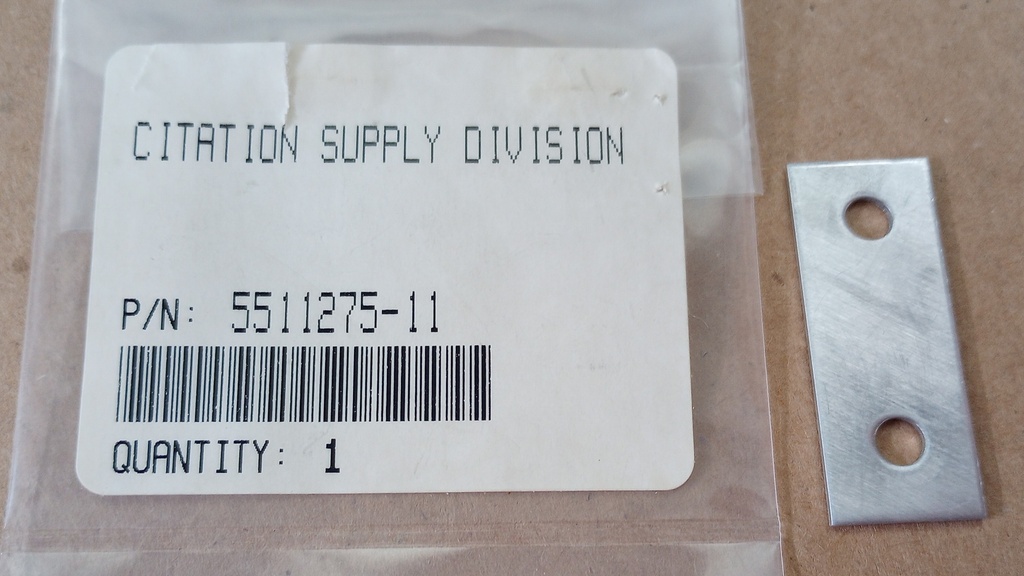 CITATION SUPPLY DIVISION
P/N: 5511275-11
QUANTITY: 1